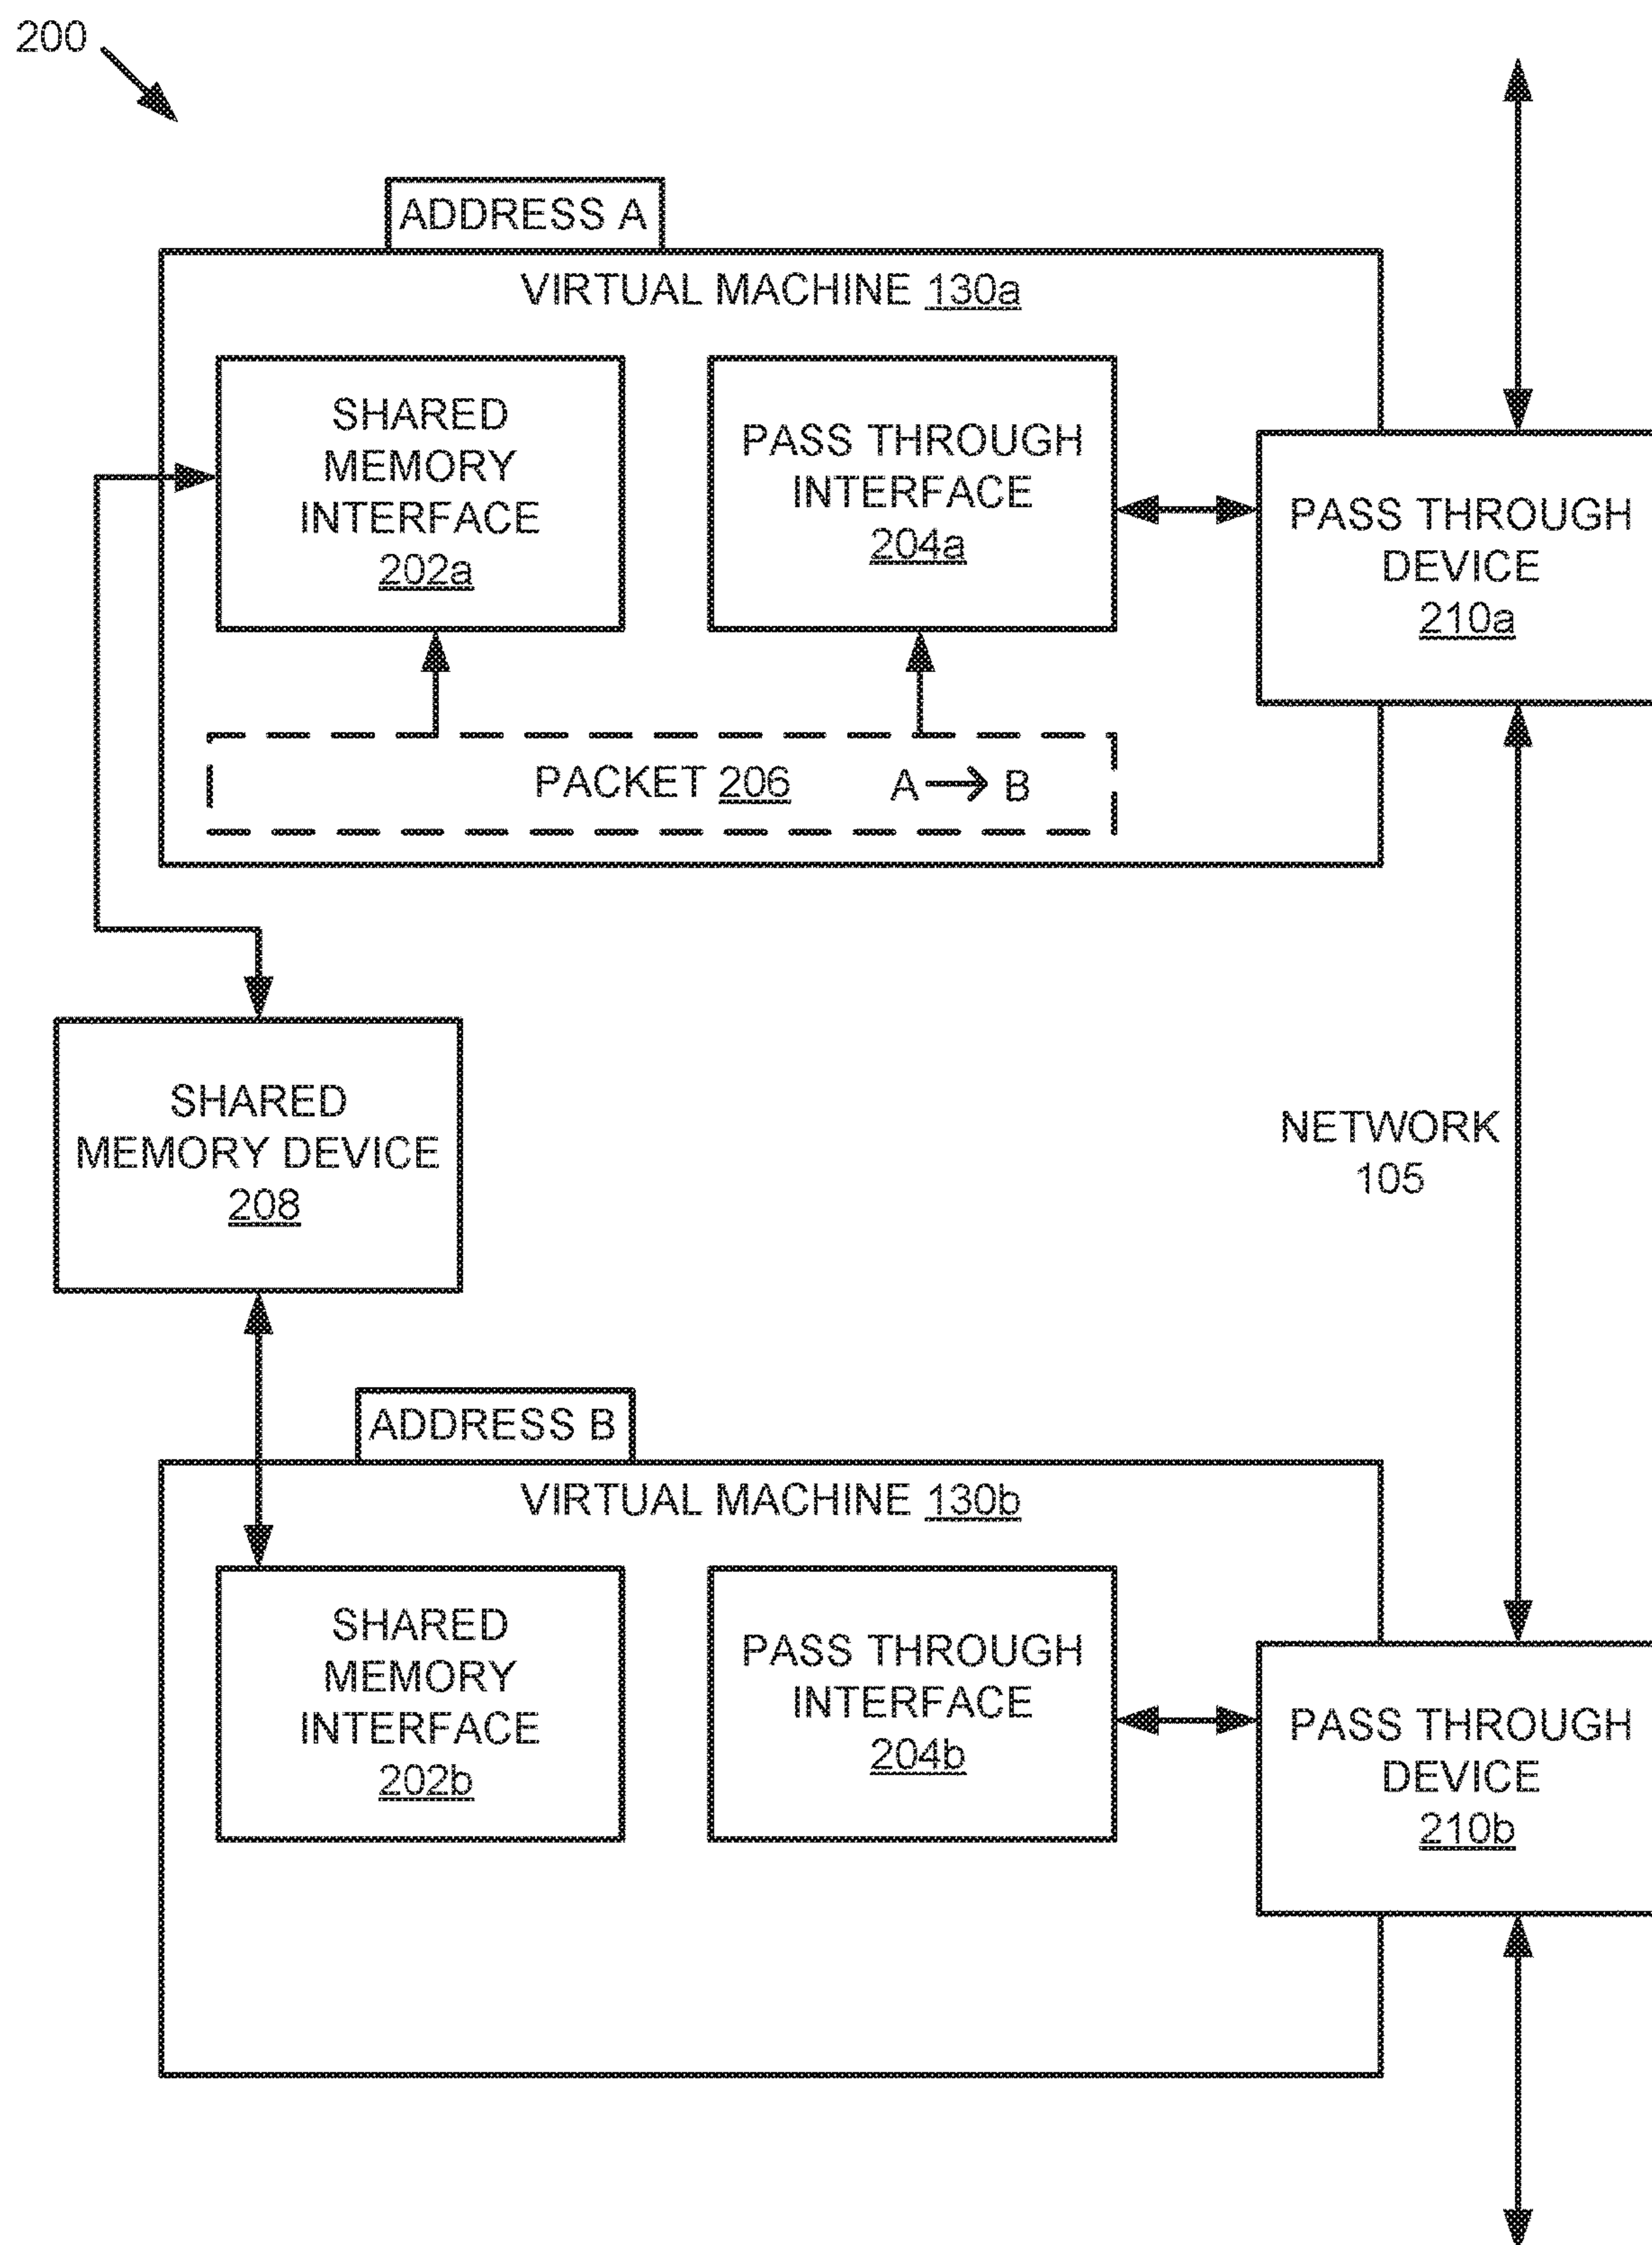 200
ADDRESS A
VIRTUAL MACHINE 130a
SHARED
MEMORY
INTERFACE
202a
PASS THROUGH
INTERFACE
204a
PASS THROUGH
DEVICE
210a
PACKET 206 A → B
SHARED
MEMORY DEVICE
208
NETWORK
105
ADDRESS B
VIRTUAL MACHINE 130b
SHARED
MEMORY
INTERFACE
202b
PASS THROUGH
INTERFACE
204b
PASS THROUGH
DEVICE
210b